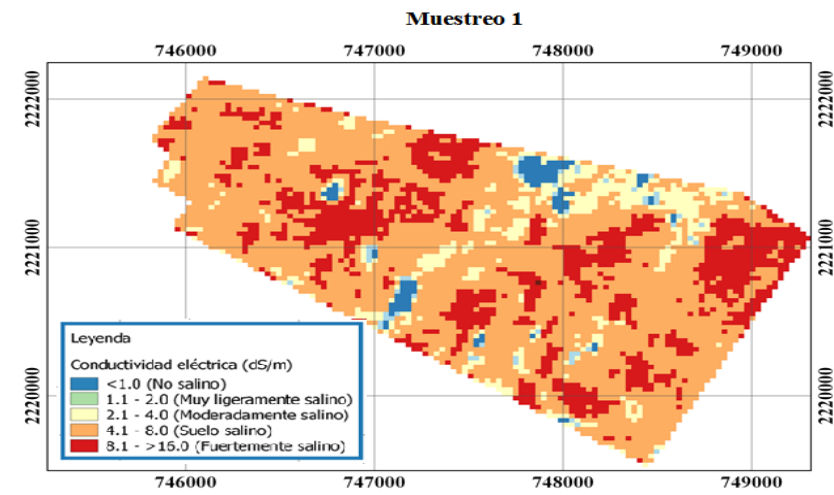 Muestreo 1
746000 747000 748000 749000
2222000 2222000
2221000 2221000
2220000 2220000
Leyenda
Conductividad eléctrica (dS/m)
<1.0 (No salino)
1.1 - 2.0 (Muy ligeramente salino)
2.1 - 4.0 (Moderadamente salino)
4.1 - 8.0 (Suelo salino)
8.1 - >16.0 (Fuertemente salino)
746000 747000 748000 749000